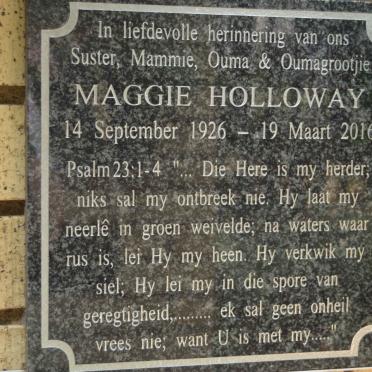 In liefdevolle herinnering van ons
Suster, Mammie, Ouma & Oumagrootjie
MAGGIE HOLLOWAY
14 September 1926 – 19 Maart 2016
Psalm 23:1-4 "... Die Here is my herder;
niks sal my ontbreek nie. Hy laat my
neerlê in groen weivelde; na waters waar
rus is, lei Hy my heen. Hy verkwik my
siel; Hy lei my in die spore van
geregtigheid,......... ek sal geen onheil
vrees nie; want U is met my....."